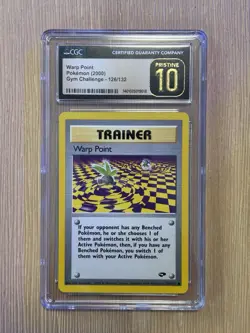 CGC
CERTIFIED GUARANTY COMPANY
Warp Point
Pokémon (2000)
Gym Challenge - 126/132
PRISTINE
10
TRAINER
Warp Point
If your opponent has any Benched
Pokémon, he or she chooses 1 of
them and switches it with his or her
Active Pokémon, then, if you have any
Benched Pokémon, you switch 1 of
them with your Active Pokémon.